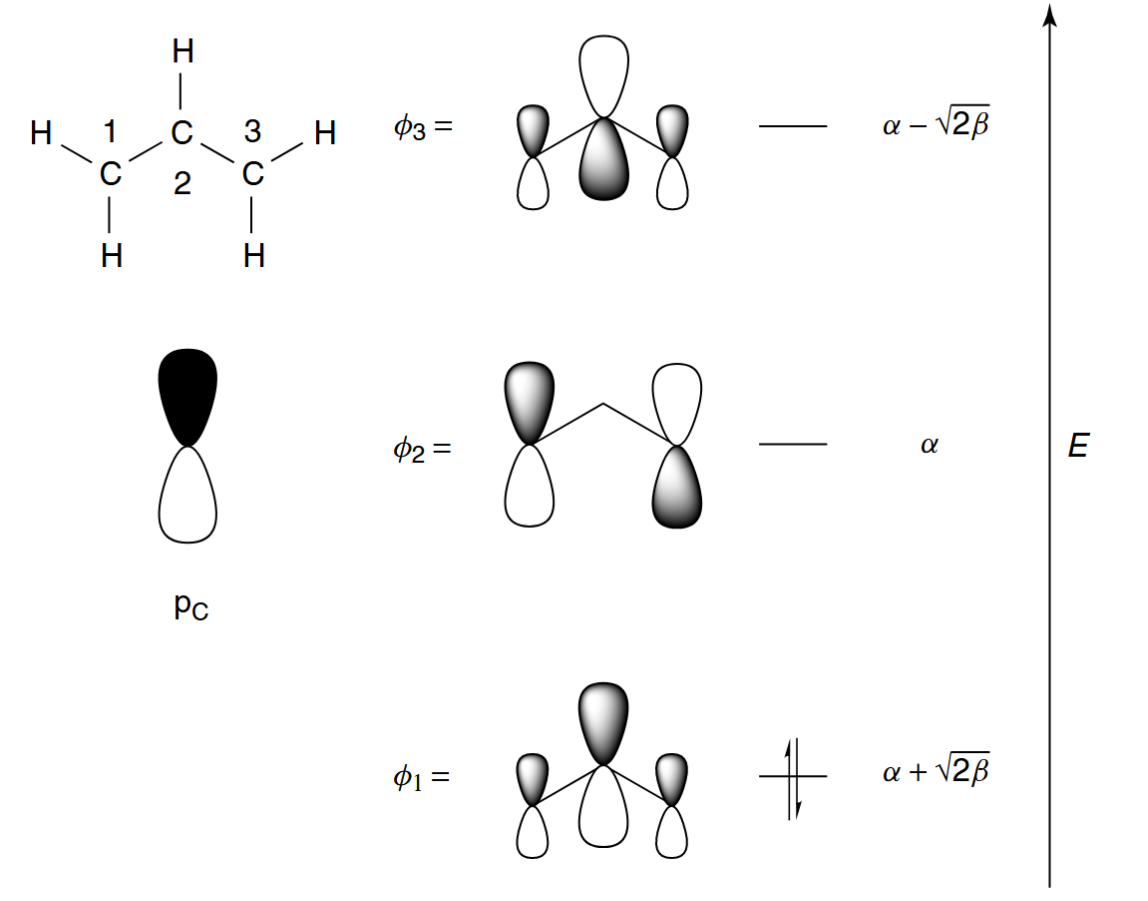 H
H 1 C 3 H
C 2 C
H H
ϕ3 = α − √2β
pC
ϕ2 = α
E
ϕ1 = α + √2β